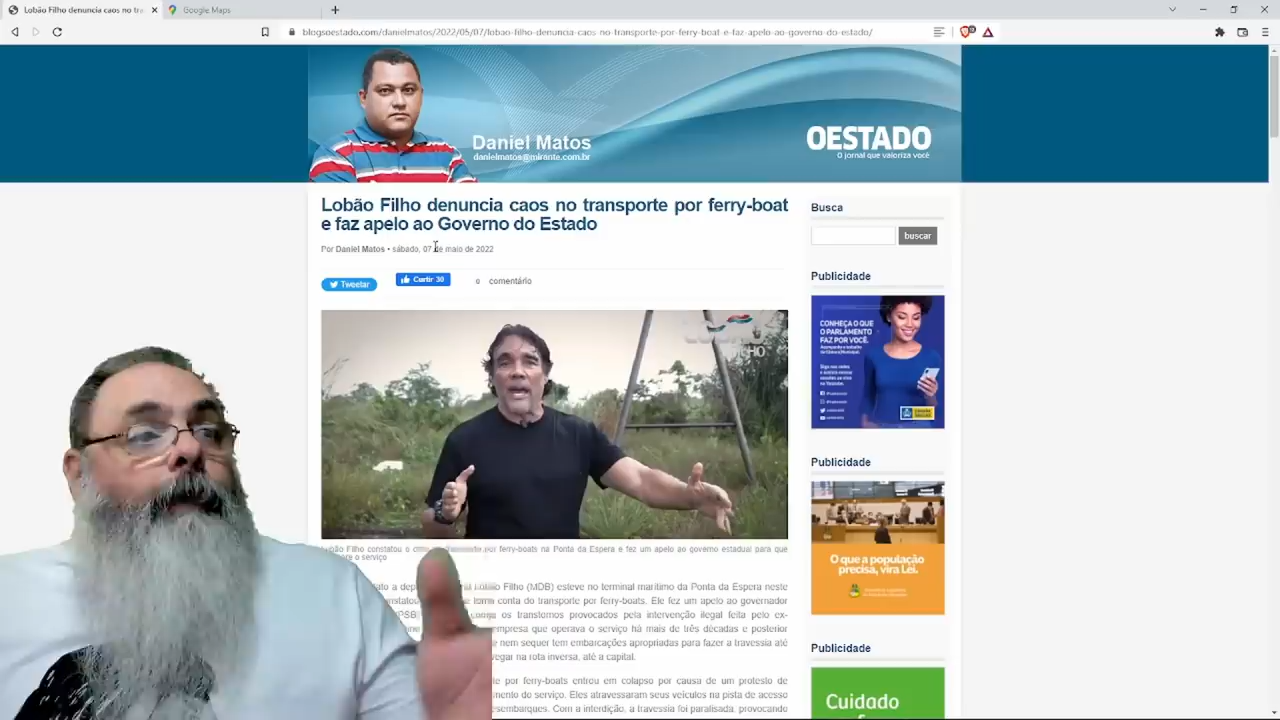 Lobão Filho denuncia caos no tra
Google Maps
blogsoestado.com/danielmatos/2022/05/07/lobao-filho-denuncia-caos-no-transporte-por-ferry-boat-e-faz-apelo-ao-governo-do-estado/
Daniel Matos
danielmatos@mirante.com.br
OESTADO
O jornal que valoriza você
Lobão Filho denuncia caos no transporte por ferry-boat
e faz apelo ao Governo do Estado
Por Daniel Matos • sábado, 07 de maio de 2022
Tweetar
Curtir 30
0 comentário
Busca
buscar
Publicidade
CONHEÇA O QUE
O PARLAMENTO
FAZ POR VOCÊ.
Publicidade
O que a população
precisa, vira Lei.
Publicidade
Cuidado
Lobão Filho constatou o por ferry-boats na Ponta da Espera e fez um apelo ao governo estadual para que
o serviço
Filho (MDB) esteve no terminal marítimo da Ponta da Espera neste
toma conta do transporte por ferry-boats. Ele fez um apelo ao governador
os transtornos provocados pela intervenção ilegal feita pelo ex-
empresa que operava o serviço há mais de três décadas e posterior
e nem sequer tem embarcações apropriadas para fazer a travessia até
vegar na rota inversa, até a capital.
te por ferry-boats entrou em colapso por causa de um protesto de
mento do serviço. Eles atravessaram seus veículos na pista de acesso
esembarques. Com a interdição, a travessia foi paralisada, provocando